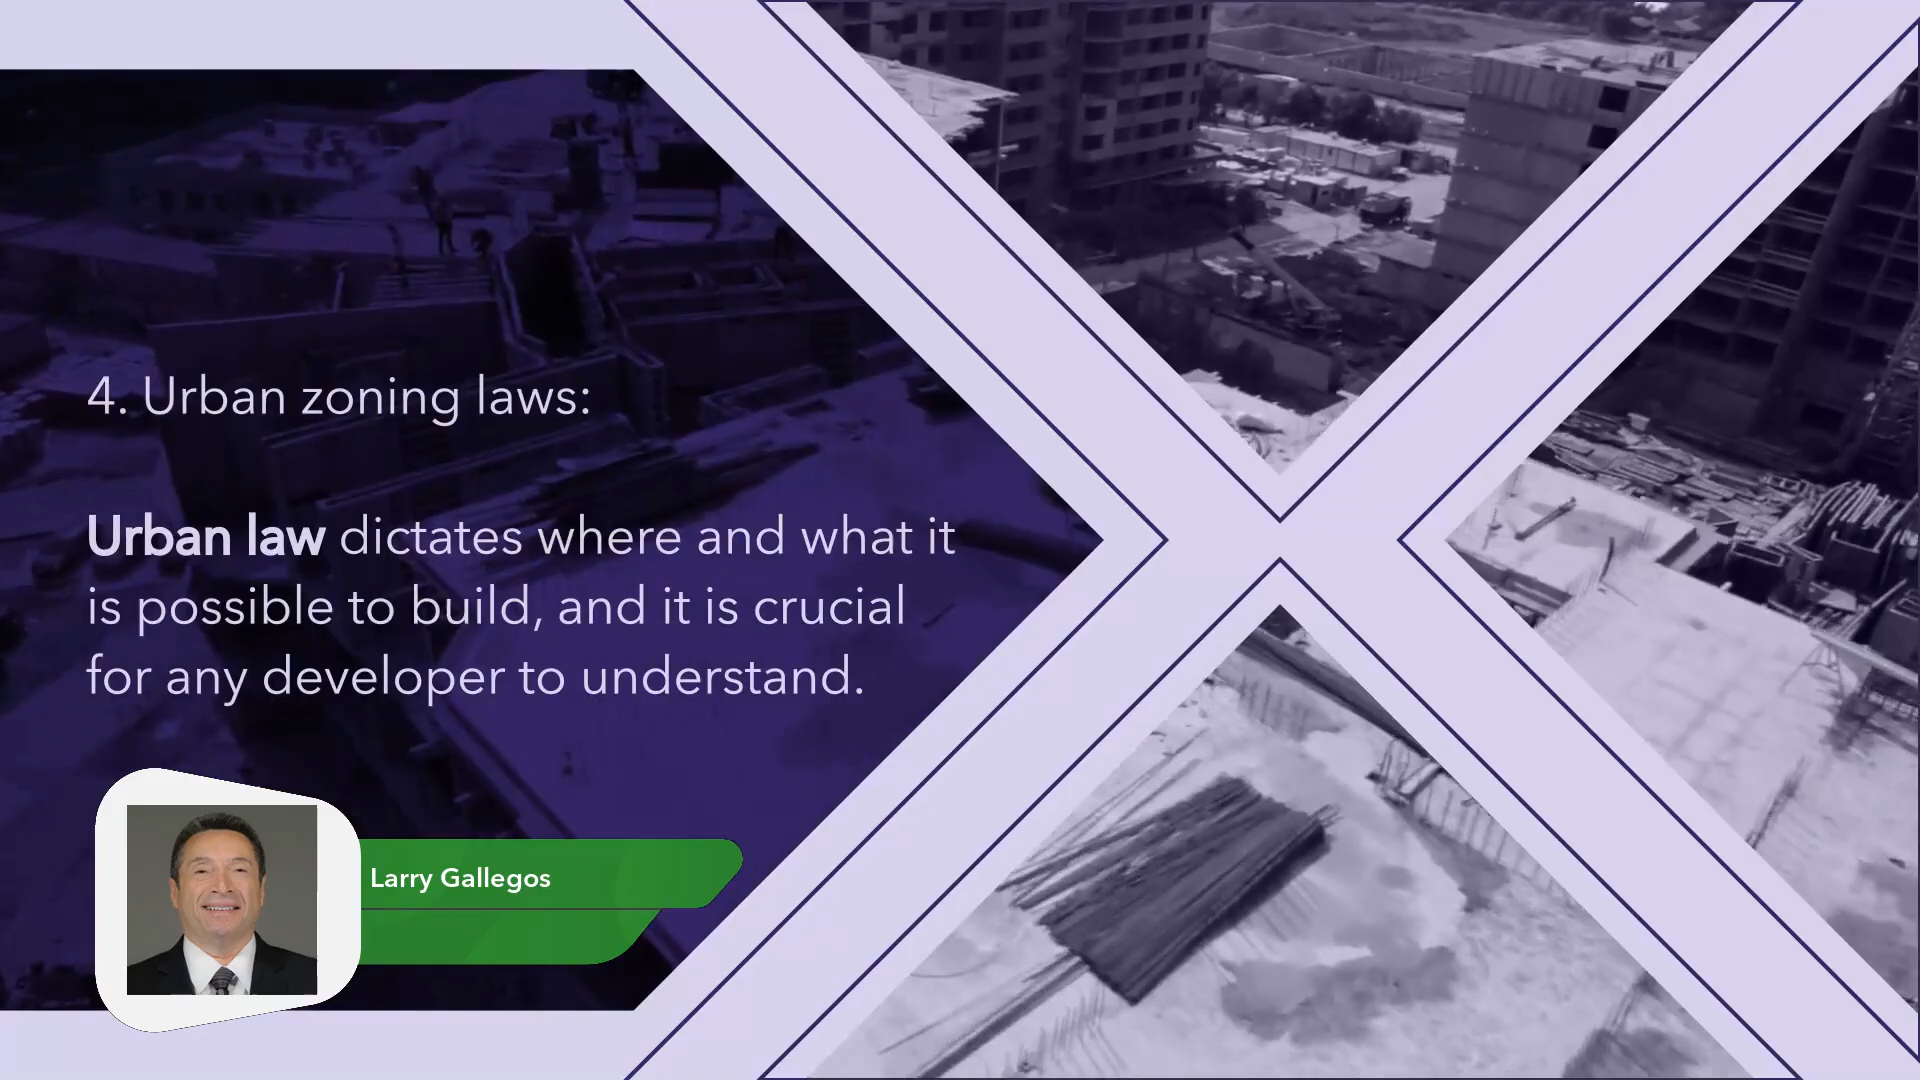 4. Urban zoning laws:
Urban law dictates where and what it
is possible to build, and it is crucial
for any developer to understand.
Larry Gallegos